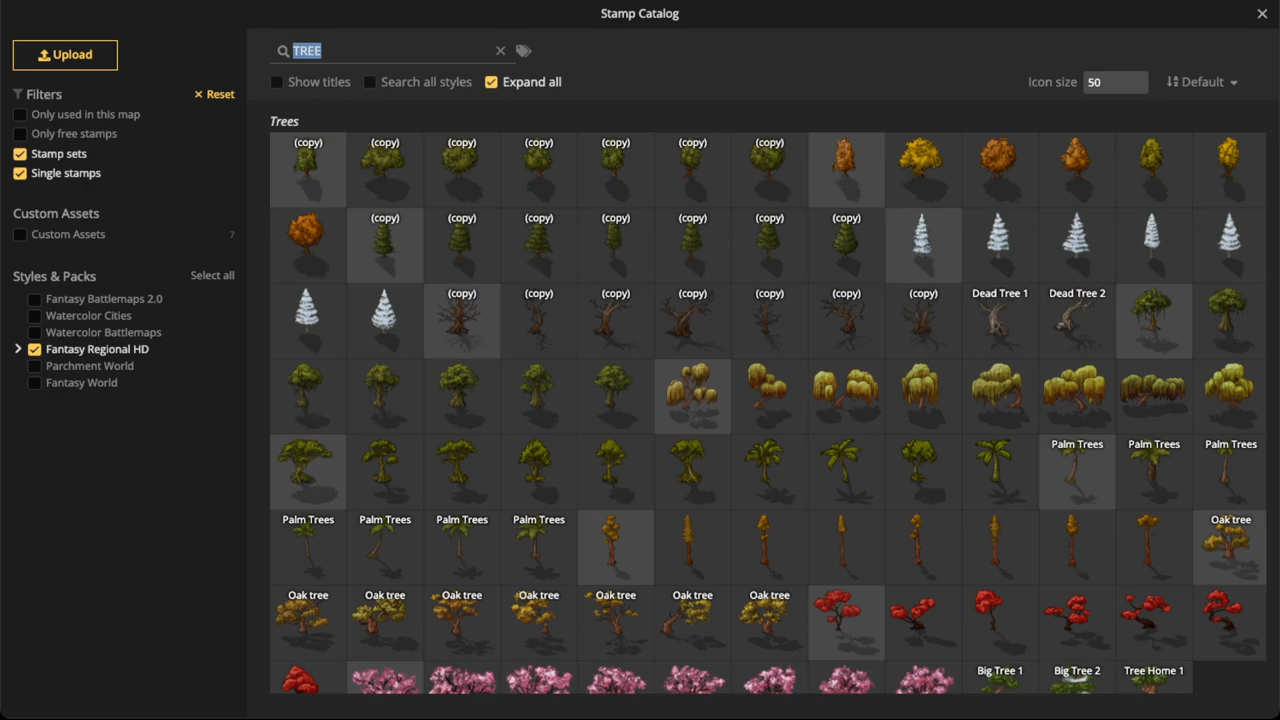 Stamp Catalog
Upload
TREE
Show titles
Search all styles
Expand all
Icon size
50
Default
Filters
Reset
Only used in this map
Only free stamps
Stamp sets
Single stamps
Custom Assets
Custom Assets
7
Styles & Packs
Select all
Fantasy Battlemaps 2.0
Watercolor Cities
Watercolor Battlemaps
Fantasy Regional HD
Parchment World
Fantasy World
Trees
(copy) (copy) (copy) (copy) (copy) (copy) (copy)
(copy) (copy) (copy) (copy) (copy) (copy) (copy)
(copy) (copy) (copy) (copy) (copy) (copy) (copy) Dead Tree 1 Dead Tree 2
Palm Trees Palm Trees Palm Trees
Palm Trees Palm Trees Palm Trees Palm Trees Oak tree
Oak tree Oak tree Oak tree Oak tree Oak tree Oak tree Oak tree
Big Tree 1 Big Tree 2 Tree Home 1